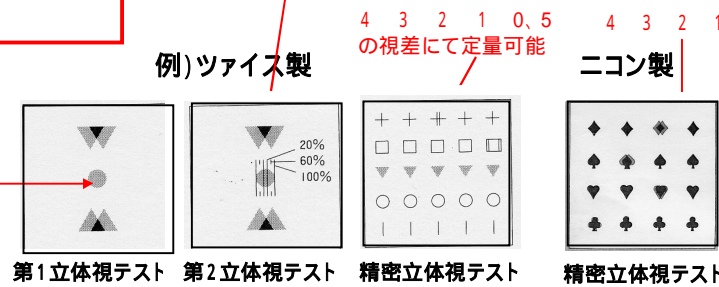 4 3 2 1 0、5
の視差にて定量可能
4 3 2 1
例)ツァイス製
ニコン製
20%
60%
100%
第1立体視テスト
第2立体視テスト
精密立体視テスト
精密立体視テスト